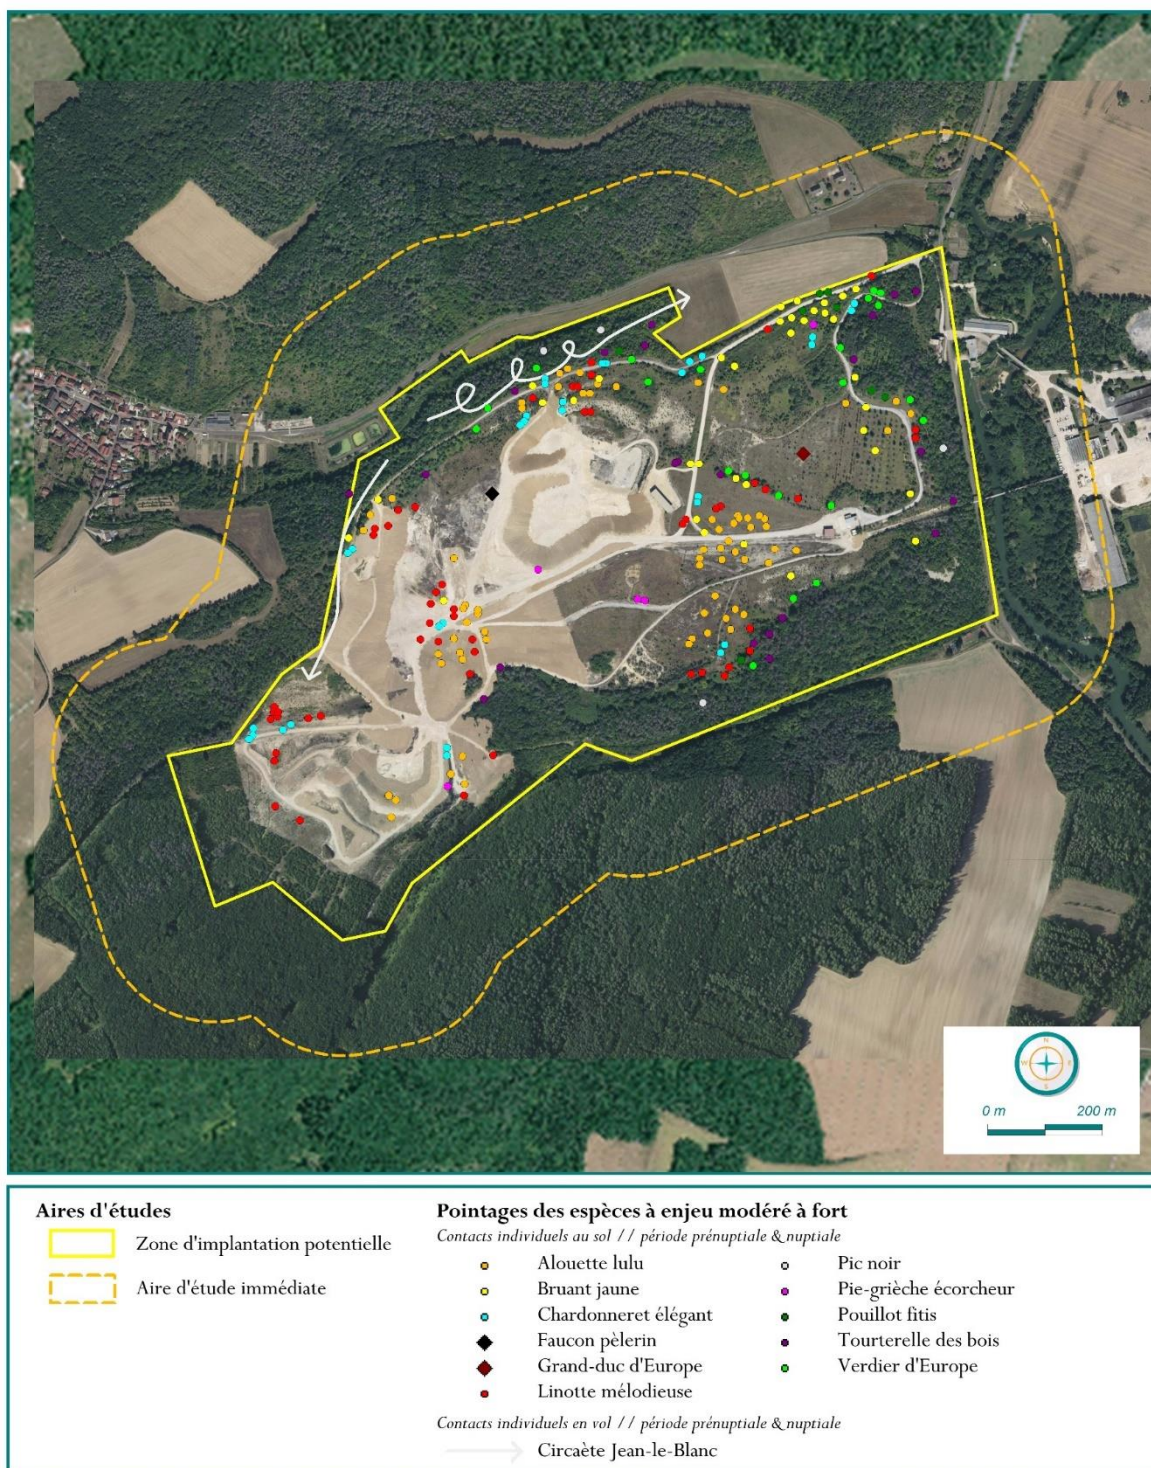 N
W
E
S
0 m
200 m
Aires d'études
Zone d'implantation potentielle
Aire d'étude immédiate
Pointages des espèces à enjeu modéré à fort
Contacts individuels au sol // période prénuptiale & nuptiale
Alouette lulu
Bruant jaune
Chardonneret élégant
Faucon pèlerin
Grand-duc d'Europe
Linotte mélodieuse
Pic noir
Pie-grièche écorcheur
Pouillot fitis
Tourterelle des bois
Verdier d'Europe
Contacts individuels en vol // période prénuptiale & nuptiale
Circaète Jean-le-Blanc